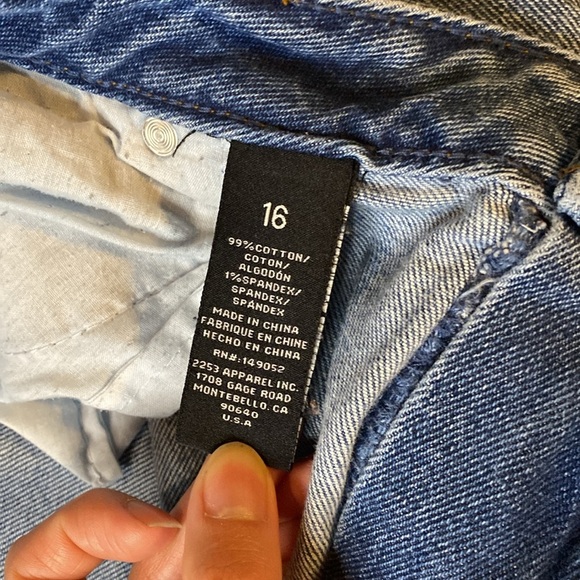 16
99%COTTON/
COTON/
ALGODÓN
1%SPANDEX/
SPANDEX/
SPANDEX
MADE IN CHINA
FABRIQUE EN CHINE
HECHO EN CHINA
RN#:149052
2253 APPAREL INC.
1708 GAGE ROAD
MONTEBELLO. CA
90640
U.S.A